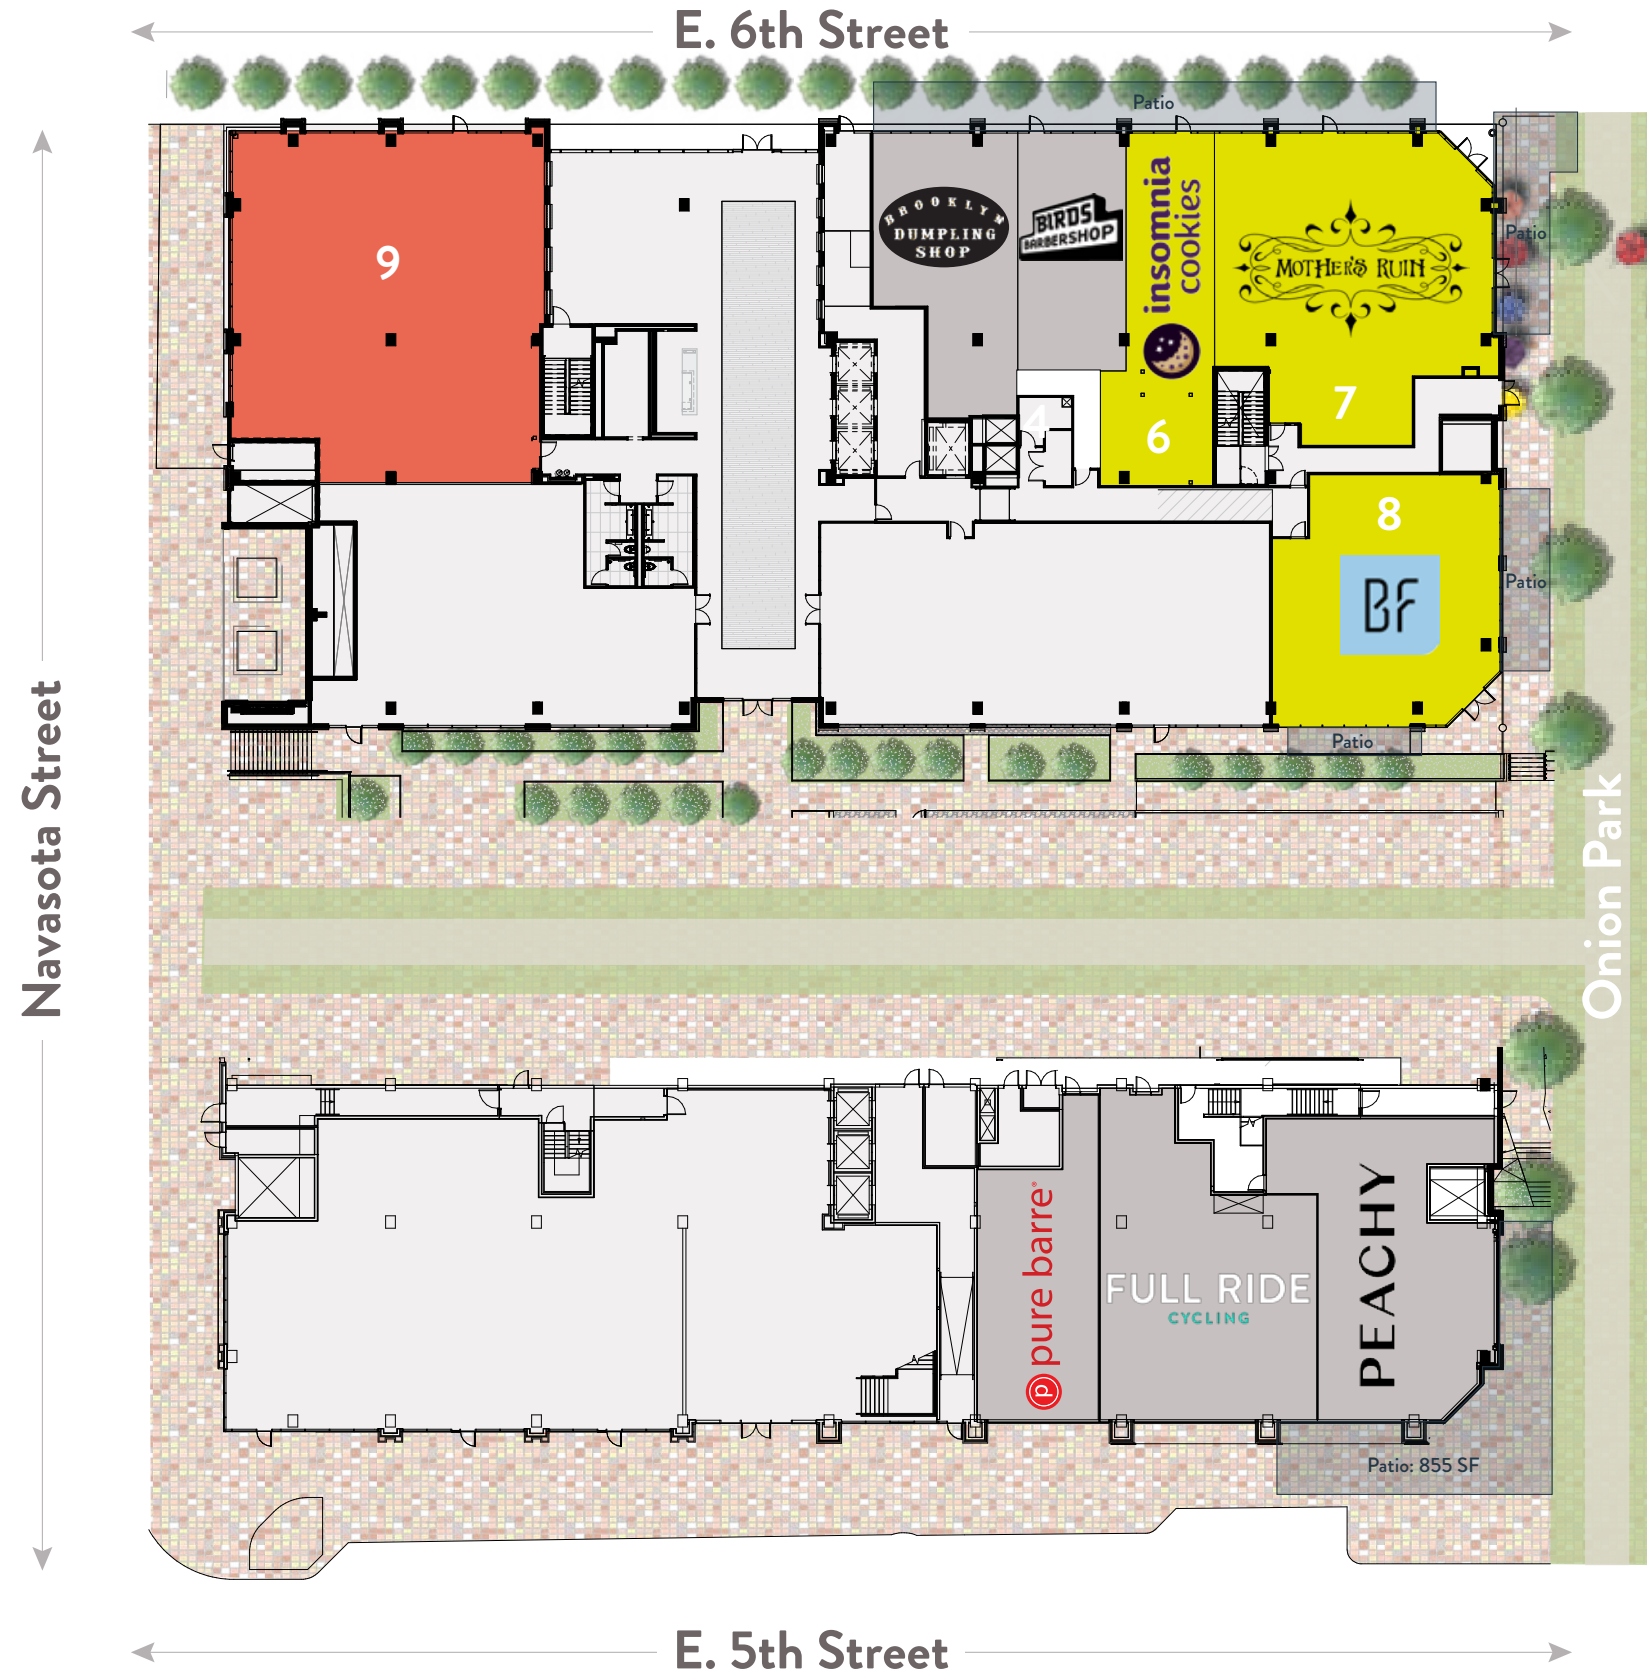 E. 6th Street
Patio
BROOKLYN
DUMPLING
SHOP
BIRDS
BARBERSHOP
insomnia
cookies
MOTHER'S RUIN
Patio
9
4
6
7
8
BF
Patio
Patio
Navasota Street
Onion Park
p pure barre
FULL RIDE
CYCLING
PEACHY
Patio: 855 SF
E. 5th Street